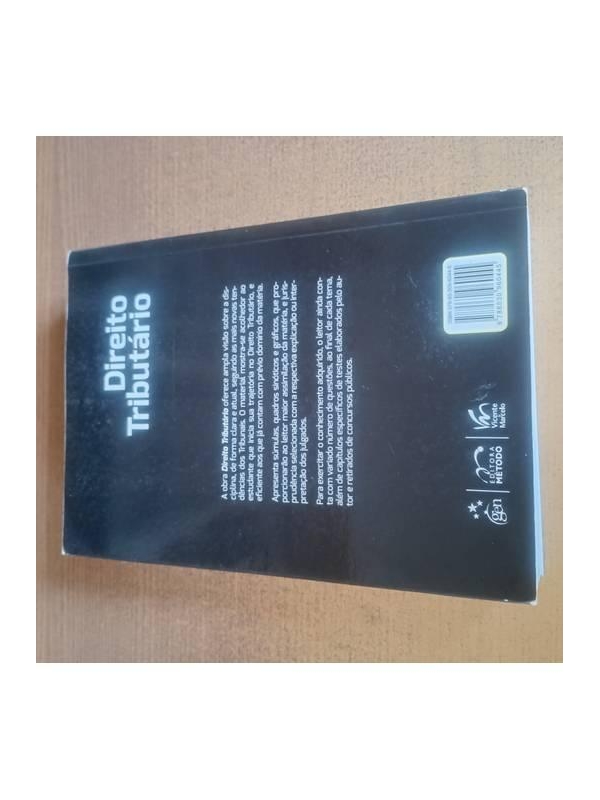 Direito
Tributário
A obra Direito Tributário oferece ampla visão sobre a dis-
ciplina, de forma clara e atual, seguindo as mais novas ten-
dências dos Tribunais. O material mostra-se acolhedor ao
estudante que inicia sua trajetória no Direito Tributário, e
eficiente aos que já contam com prévio domínio da matéria.
Apresenta súmulas, quadros sinóticos e gráficos, que pro-
porcionarão ao leitor maior assimilação da matéria, e juris-
prudência selecionada com a respectiva explicação ou inter-
pretação dos julgados.
Para exercitar o conhecimento adquirido, o leitor ainda con-
ta com variado número de questões, ao final de cada tema,
além de capítulos específicos de testes elaborados pelo au-
tor e retirados de concursos públicos.
gen
EDITORA
MÉTODO
Vicente
Marcelo